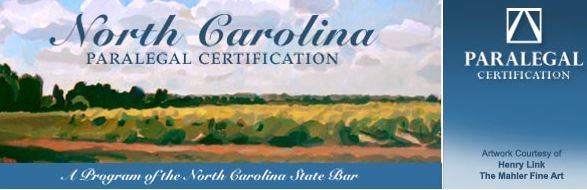 North Carolina
PARALEGAL CERTIFICATION
A Program of the North Carolina State Bar
PARALEGAL
CERTIFICATION
Artwork Courtesy of
Henry Link
The Mahler Fine Art